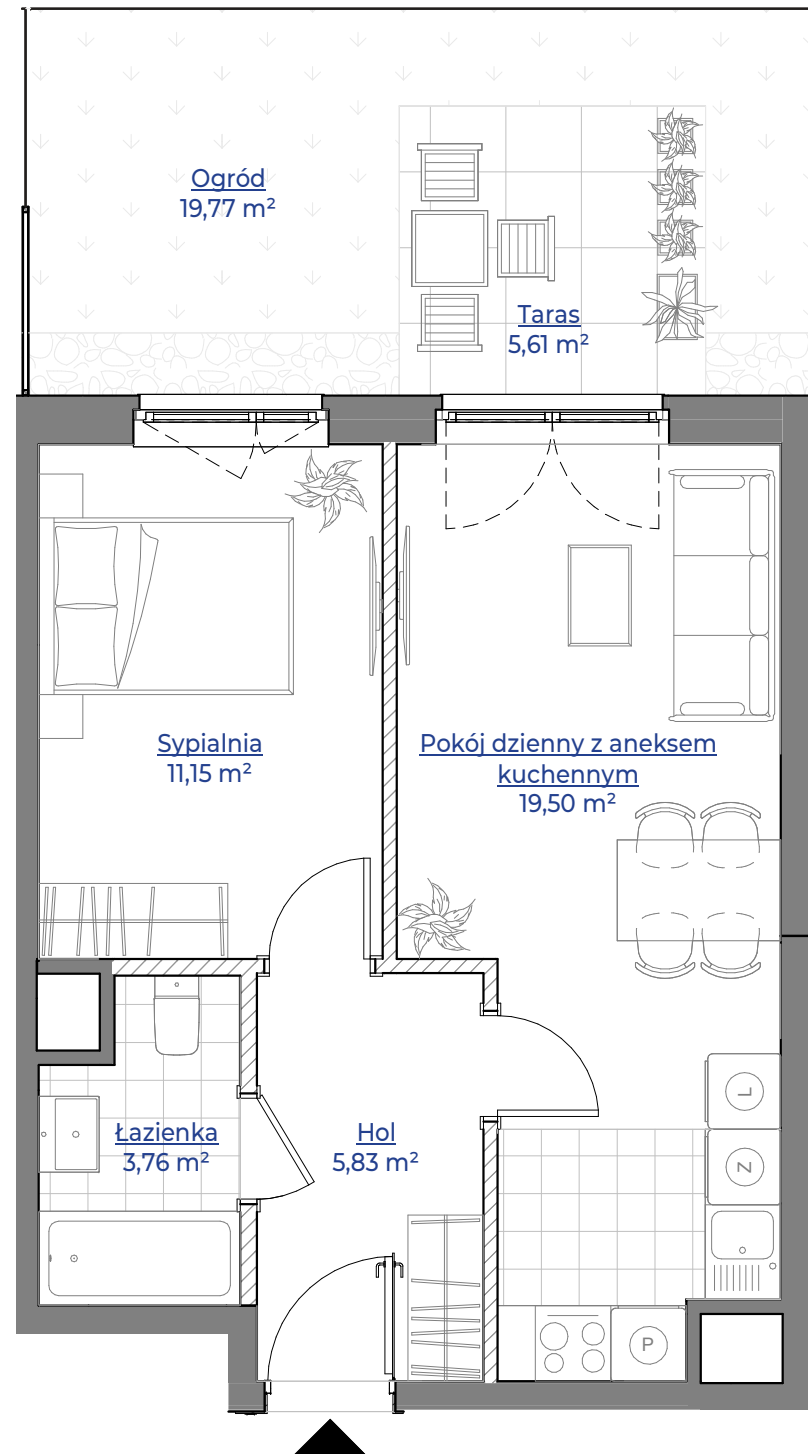 Ogród
19,77 m²
Taras
5,61 m²
Sypialnia
11,15 m²
Pokój dzienny z aneksem
kuchennym
19,50 m²
Łazienka
3,76 m²
Hol
5,83 m²
L
Z
P